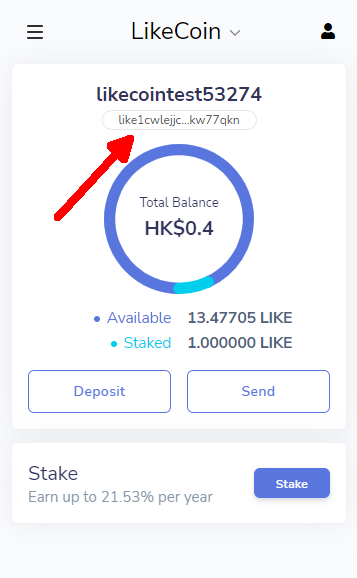 LikeCoin
likecointest53274
like1cwlejjc...kw77qkn
Total Balance
HK$0.4
Available 13.47705 LIKE
Staked 1.000000 LIKE
Deposit Send
Stake
Earn up to 21.53% per year
Stake